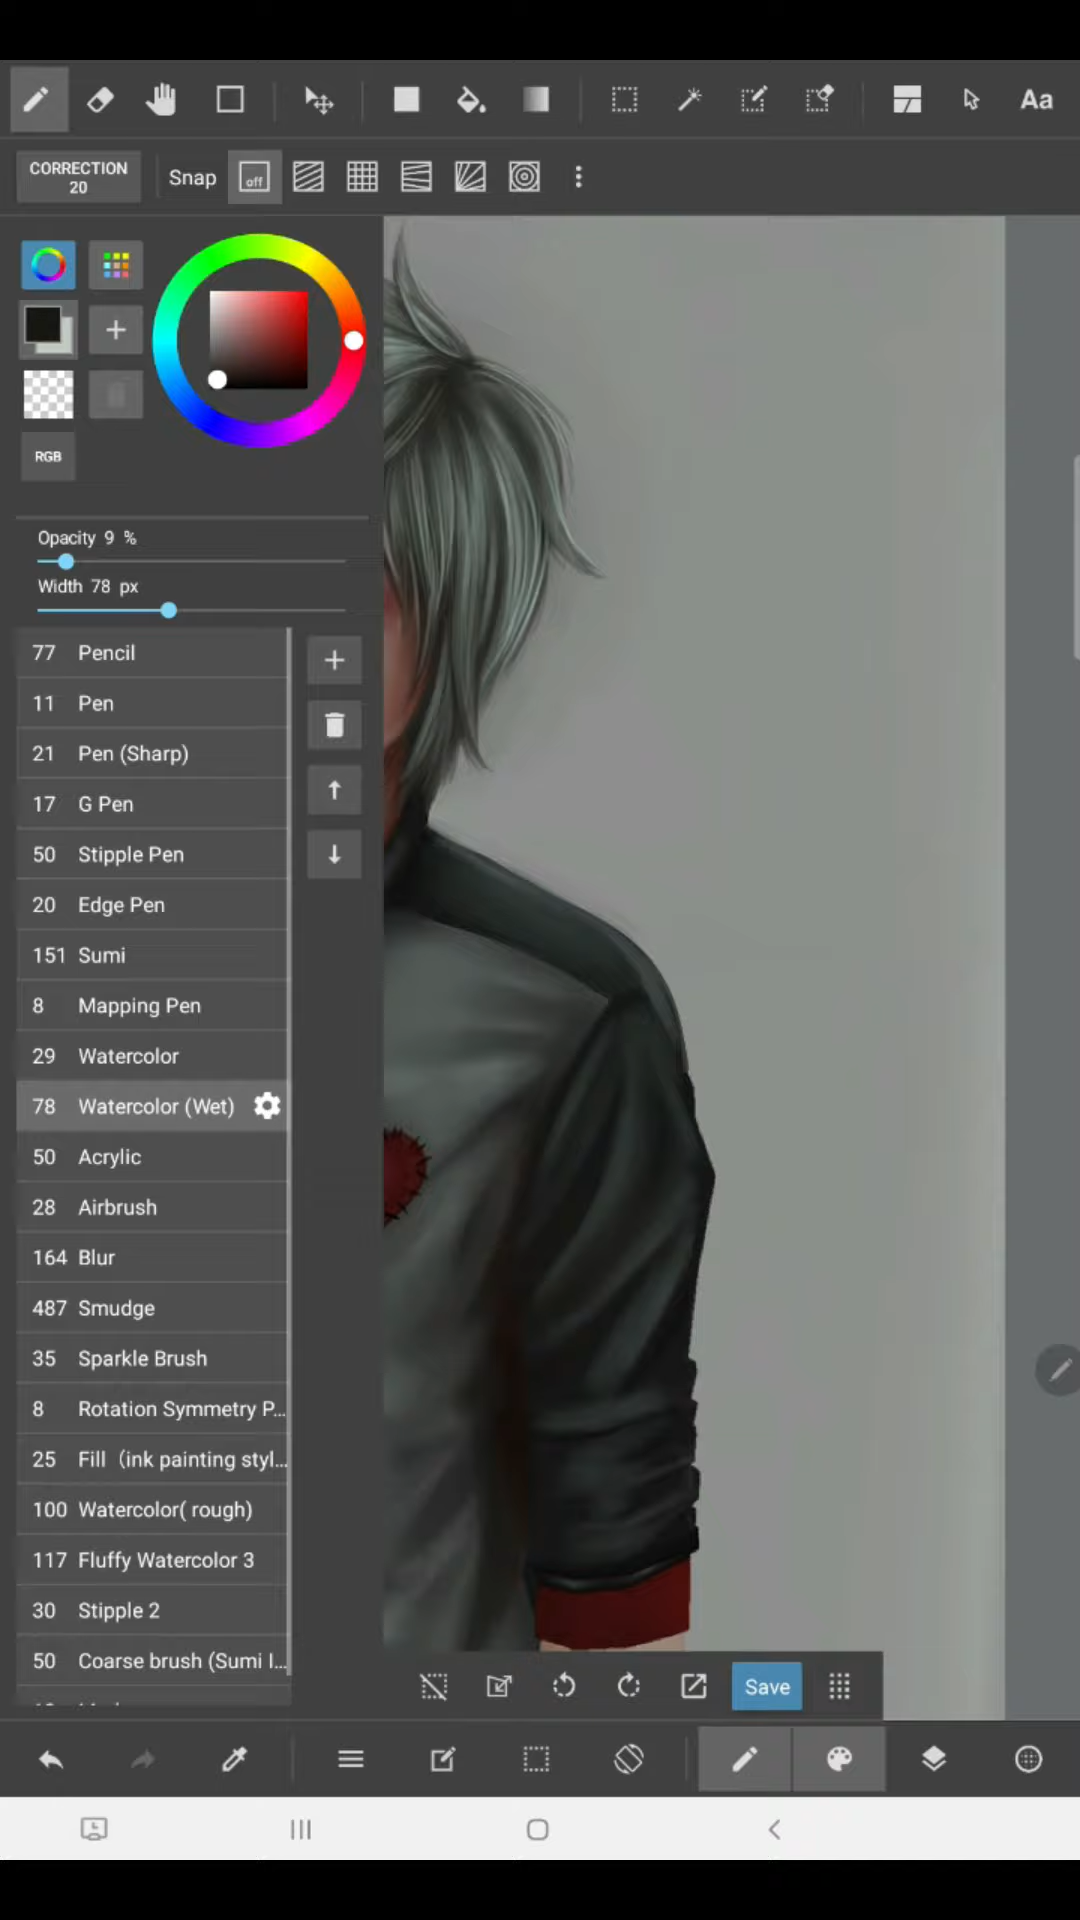 Aa
CORRECTION
20
Snap
off
RGB
Opacity 9 %
Width 78 px
77 Pencil
11 Pen
21 Pen (Sharp)
17 G Pen
50 Stipple Pen
20 Edge Pen
151 Sumi
8 Mapping Pen
29 Watercolor
78 Watercolor (Wet)
50 Acrylic
28 Airbrush
164 Blur
487 Smudge
35 Sparkle Brush
8 Rotation Symmetry P...
25 Fill（ink painting styl...
100 Watercolor( rough)
117 Fluffy Watercolor 3
30 Stipple 2
50 Coarse brush (Sumi I...
Save